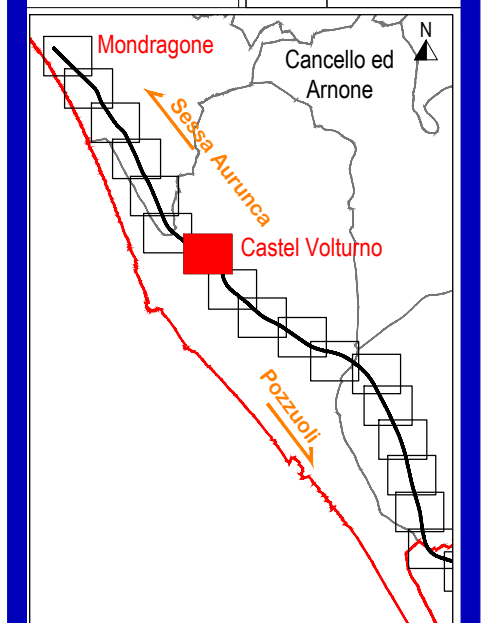 N
Mondragone
Cancello ed
Arnone
Sessa Aurunca
Castel Volturno
Pozzuoli